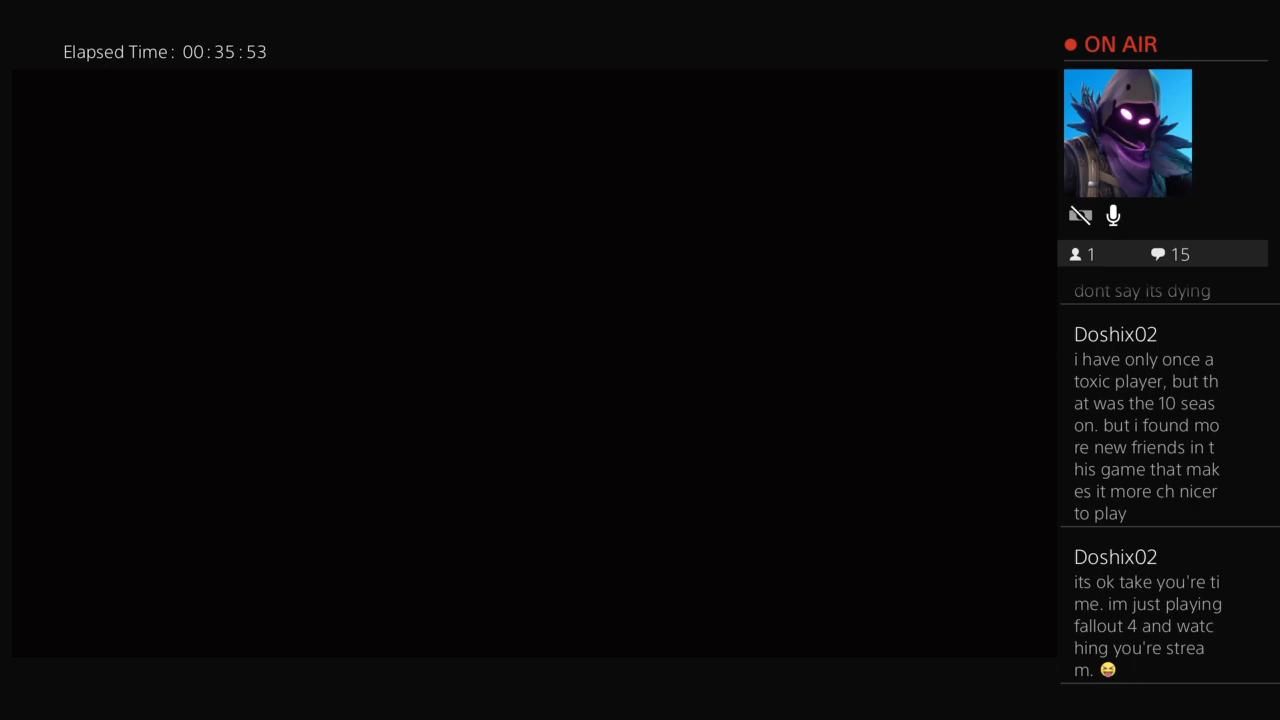 Elapsed Time: 00:35:53
ON AIR
1 15
dont say its dying
Doshix02
i have only once a
toxic player, but th
at was the 10 seas
on. but i found mo
re new friends in t
his game that mak
es it more ch nicer
to play
Doshix02
its ok take you're ti
me. im just playing
fallout 4 and watc
hing you're strea
m. 😝